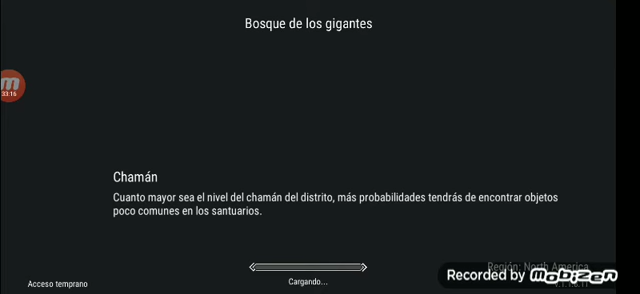 Bosque de los gigantes
33:16
Chamán
Cuanto mayor sea el nivel del chamán del distrito, más probabilidades tendrás de encontrar objetos
poco comunes en los santuarios.
Región: North America
Recorded by Mobizen
Cargando...
Acceso temprano